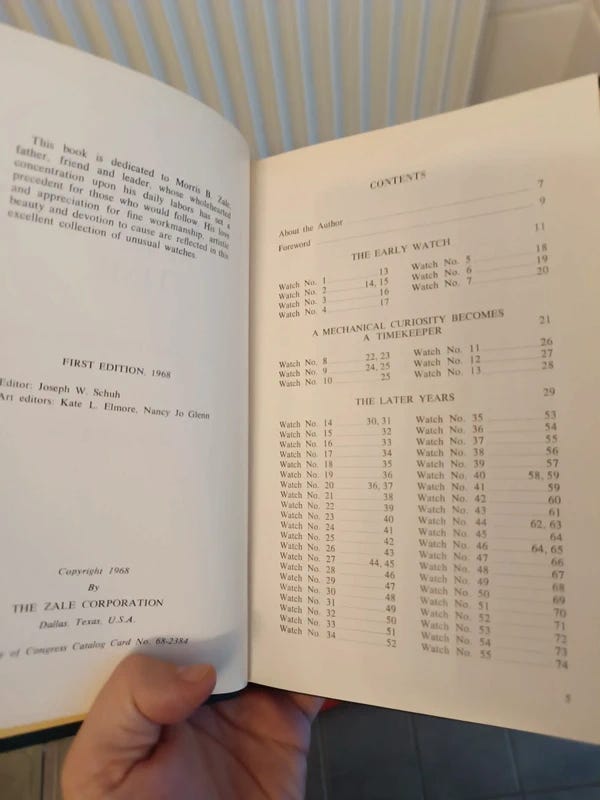 This book is dedicated to Morris B. Zale,
father, friend and leader, whose wholehearted
concentration upon his daily labors has set a
precedent for those who would follow. His love
and appreciation for fine workmanship, artistic
beauty and devotion to cause are reflected in this
excellent collection of unusual watches.
FIRST EDITION, 1968
Editor: Joseph W. Schuh
Art editors: Kate L. Elmore, Nancy Jo Glenn
Copyright 1968
By
THE ZALE CORPORATION
Dallas, Texas, U.S.A.
y of Congress Catalog Card No. 68-2384
CONTENTS
About the Author 7
Foreword 9
THE EARLY WATCH 11
Watch No. 1 13
Watch No. 2 14, 15
Watch No. 3 16
Watch No. 4 17
Watch No. 5 18
Watch No. 6 19
Watch No. 7 20
A MECHANICAL CURIOSITY BECOMES
A TIMEKEEPER 21
Watch No. 8 22, 23
Watch No. 9 24, 25
Watch No. 10 25
Watch No. 11 26
Watch No. 12 27
Watch No. 13 28
THE LATER YEARS 29
Watch No. 14 30, 31
Watch No. 15 32
Watch No. 16 33
Watch No. 17 34
Watch No. 18 35
Watch No. 19 36
Watch No. 20 36, 37
Watch No. 21 38
Watch No. 22 39
Watch No. 23 40
Watch No. 24 41
Watch No. 25 42
Watch No. 26 43
Watch No. 27 44, 45
Watch No. 28 46
Watch No. 29 47
Watch No. 30 48
Watch No. 31 49
Watch No. 32 50
Watch No. 33 51
Watch No. 34 52
Watch No. 35 53
Watch No. 36 54
Watch No. 37 55
Watch No. 38 56
Watch No. 39 57
Watch No. 40 58, 59
Watch No. 41 59
Watch No. 42 60
Watch No. 43 61
Watch No. 44 62, 63
Watch No. 45 64
Watch No. 46 64, 65
Watch No. 47 66
Watch No. 48 67
Watch No. 49 68
Watch No. 50 69
Watch No. 51 70
Watch No. 52 71
Watch No. 53 72
Watch No. 54 73
Watch No. 55 74
5